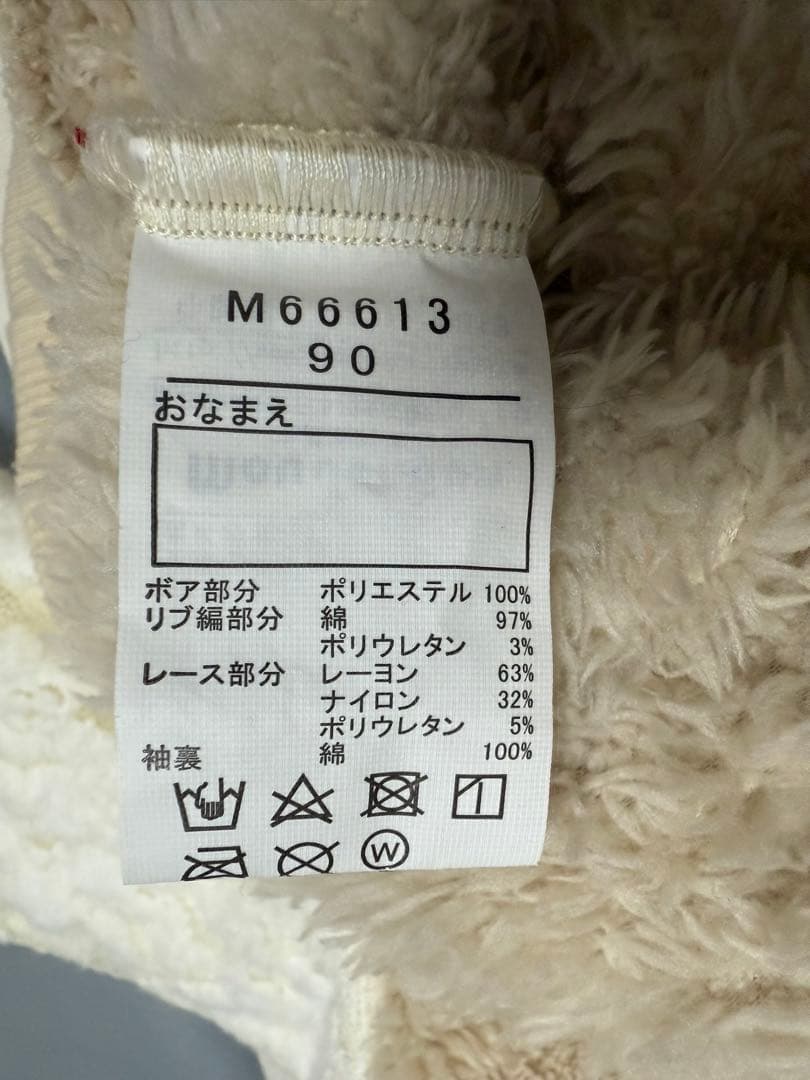 M66613
90
おなまえ
ボア部分 ポリエステル 100%
リブ編部分 綿 97%
ポリウレタン 3%
レース部分 レーヨン 63%
ナイロン 32%
ポリウレタン 5%
袖裏 綿 100%
W